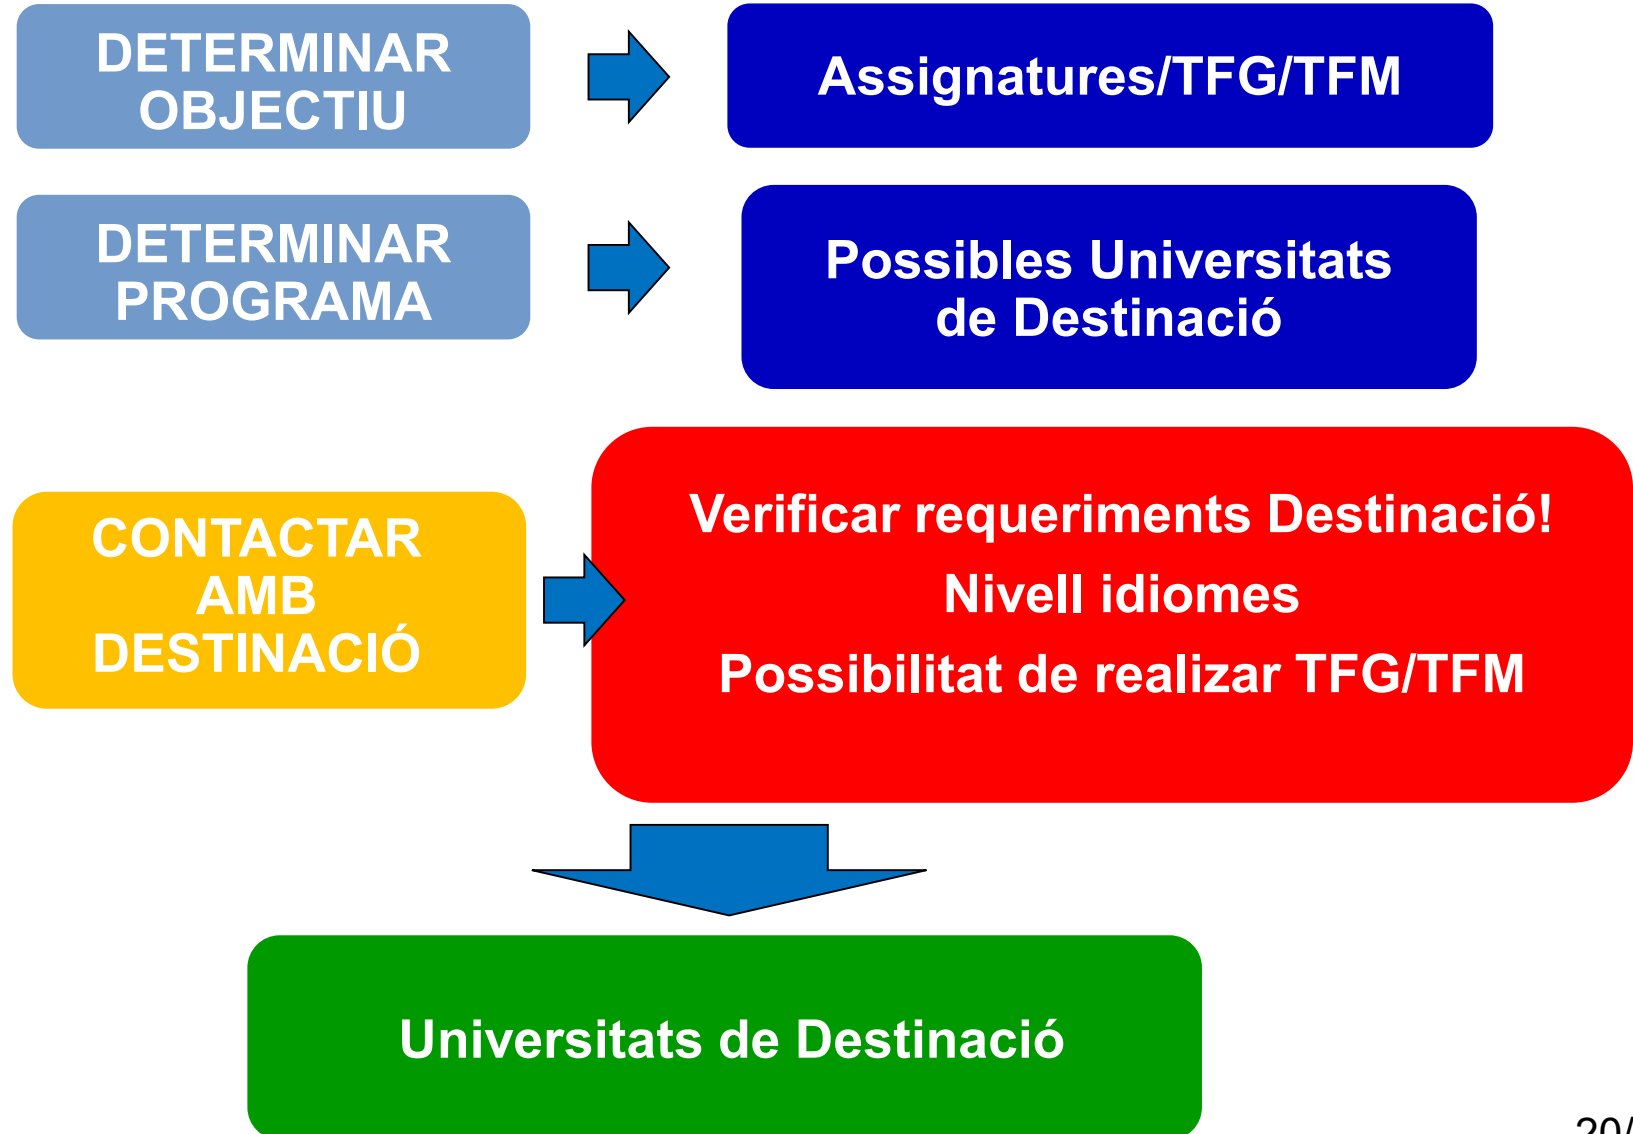 DETERMINAR
OBJECTIU
Assignatures/TFG/TFM
DETERMINAR
PROGRAMA
Possibles Universitats
de Destinació
CONTACTAR
AMB
DESTINACIÓ
Verificar requeriments Destinació!
Nivell idiomes
Possibilitat de realizar TFG/TFM
Universitats de Destinació
20/